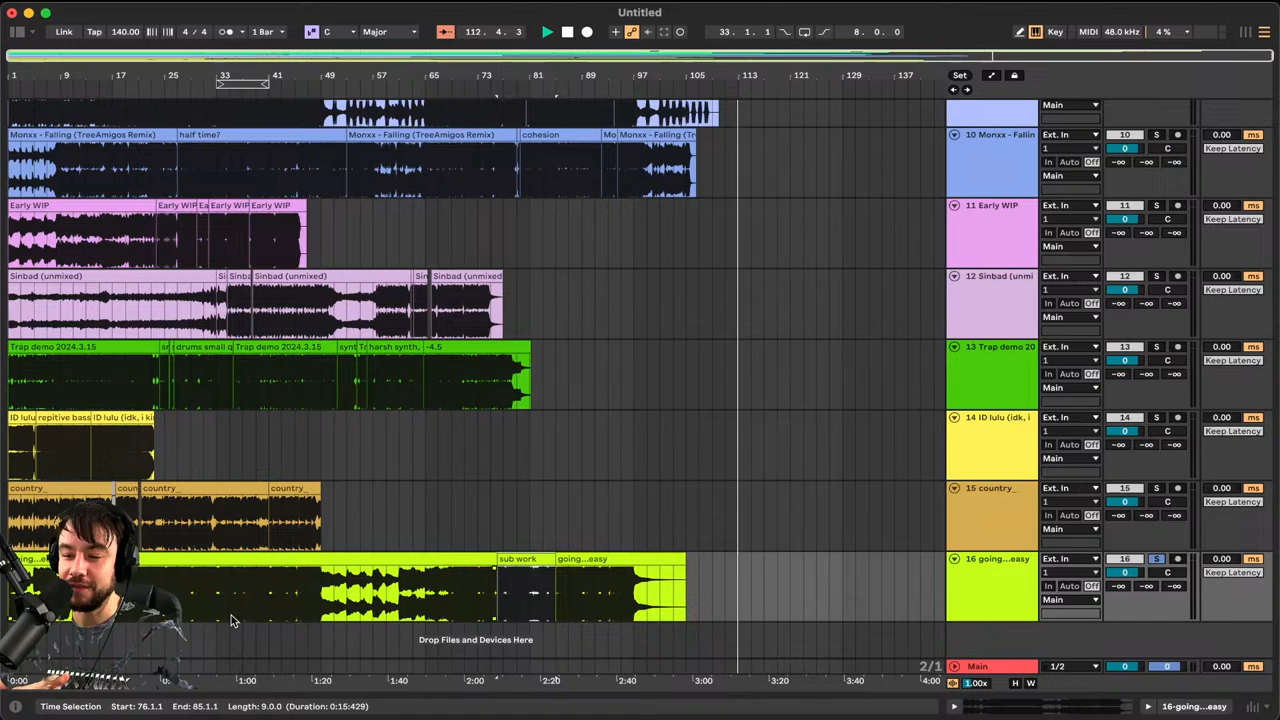 Untitled
Link Tap 140.00 4 / 4 1 Bar C Major 112. 4. 3 33. 1. 1 8. 0. 0 Key MIDI 48.0 kHz 4 %
1 9 17 25 33 41 49 57 65 73 81 89 97 105 113 121 129 137 Set
Main
Monxx - Falling (TreeAmigos Remix) half time? Monxx - Falling (TreeAmigos Remix) cohesion Mo Monxx - Falling (Tr 10 Monxx - Fallin Ext. In 10 S 0.00 ms
1 0 C Keep Latency
In Auto Off -∞ -∞ -∞
Main
Early WIP Early WIP Ea Early WIP Early WIP 11 Early WIP Ext. In 11 S 0.00 ms
1 0 C Keep Latency
In Auto Off -∞ -∞ -∞
Main
Sinbad (unmixed) Si Sinba Sinbad (unmixed) Sin Sinbad (unmixed 12 Sinbad (unmi Ext. In 12 S 0.00 ms
1 0 C Keep Latency
In Auto Off -∞ -∞ -∞
Main
Trap demo 2024.3.15 drums small q Trap demo 2024.3.15 synt harsh synth, -4.5 13 Trap demo 20 Ext. In 13 S 0.00 ms
1 0 C Keep Latency
In Auto Off -∞ -∞ -∞
Main
ID lulu repitive bass ID lulu (idk, i ki 14 ID lulu (idk, i Ext. In 14 S 0.00 ms
1 0 C Keep Latency
In Auto Off -∞ -∞ -∞
Main
country_ coun country_ country_ 15 country_ Ext. In 15 S 0.00 ms
1 0 C Keep Latency
In Auto Off -∞ -∞ -∞
Main
sub work going...easy 16 going...easy Ext. In 16 S 0.00 ms
1 0 C Keep Latency
In Auto Off -∞ -∞ -∞
Main
Drop Files and Devices Here
2/1 Main 1/2 0 0 0.00 ms
0:00 1:00 1:20 1:40 2:00 2:20 2:40 3:00 3:20 3:40 4:00 1.00x H W
Time Selection Start: 76.1.1 End: 85.1.1 Length: 9.0.0 16-going...easy